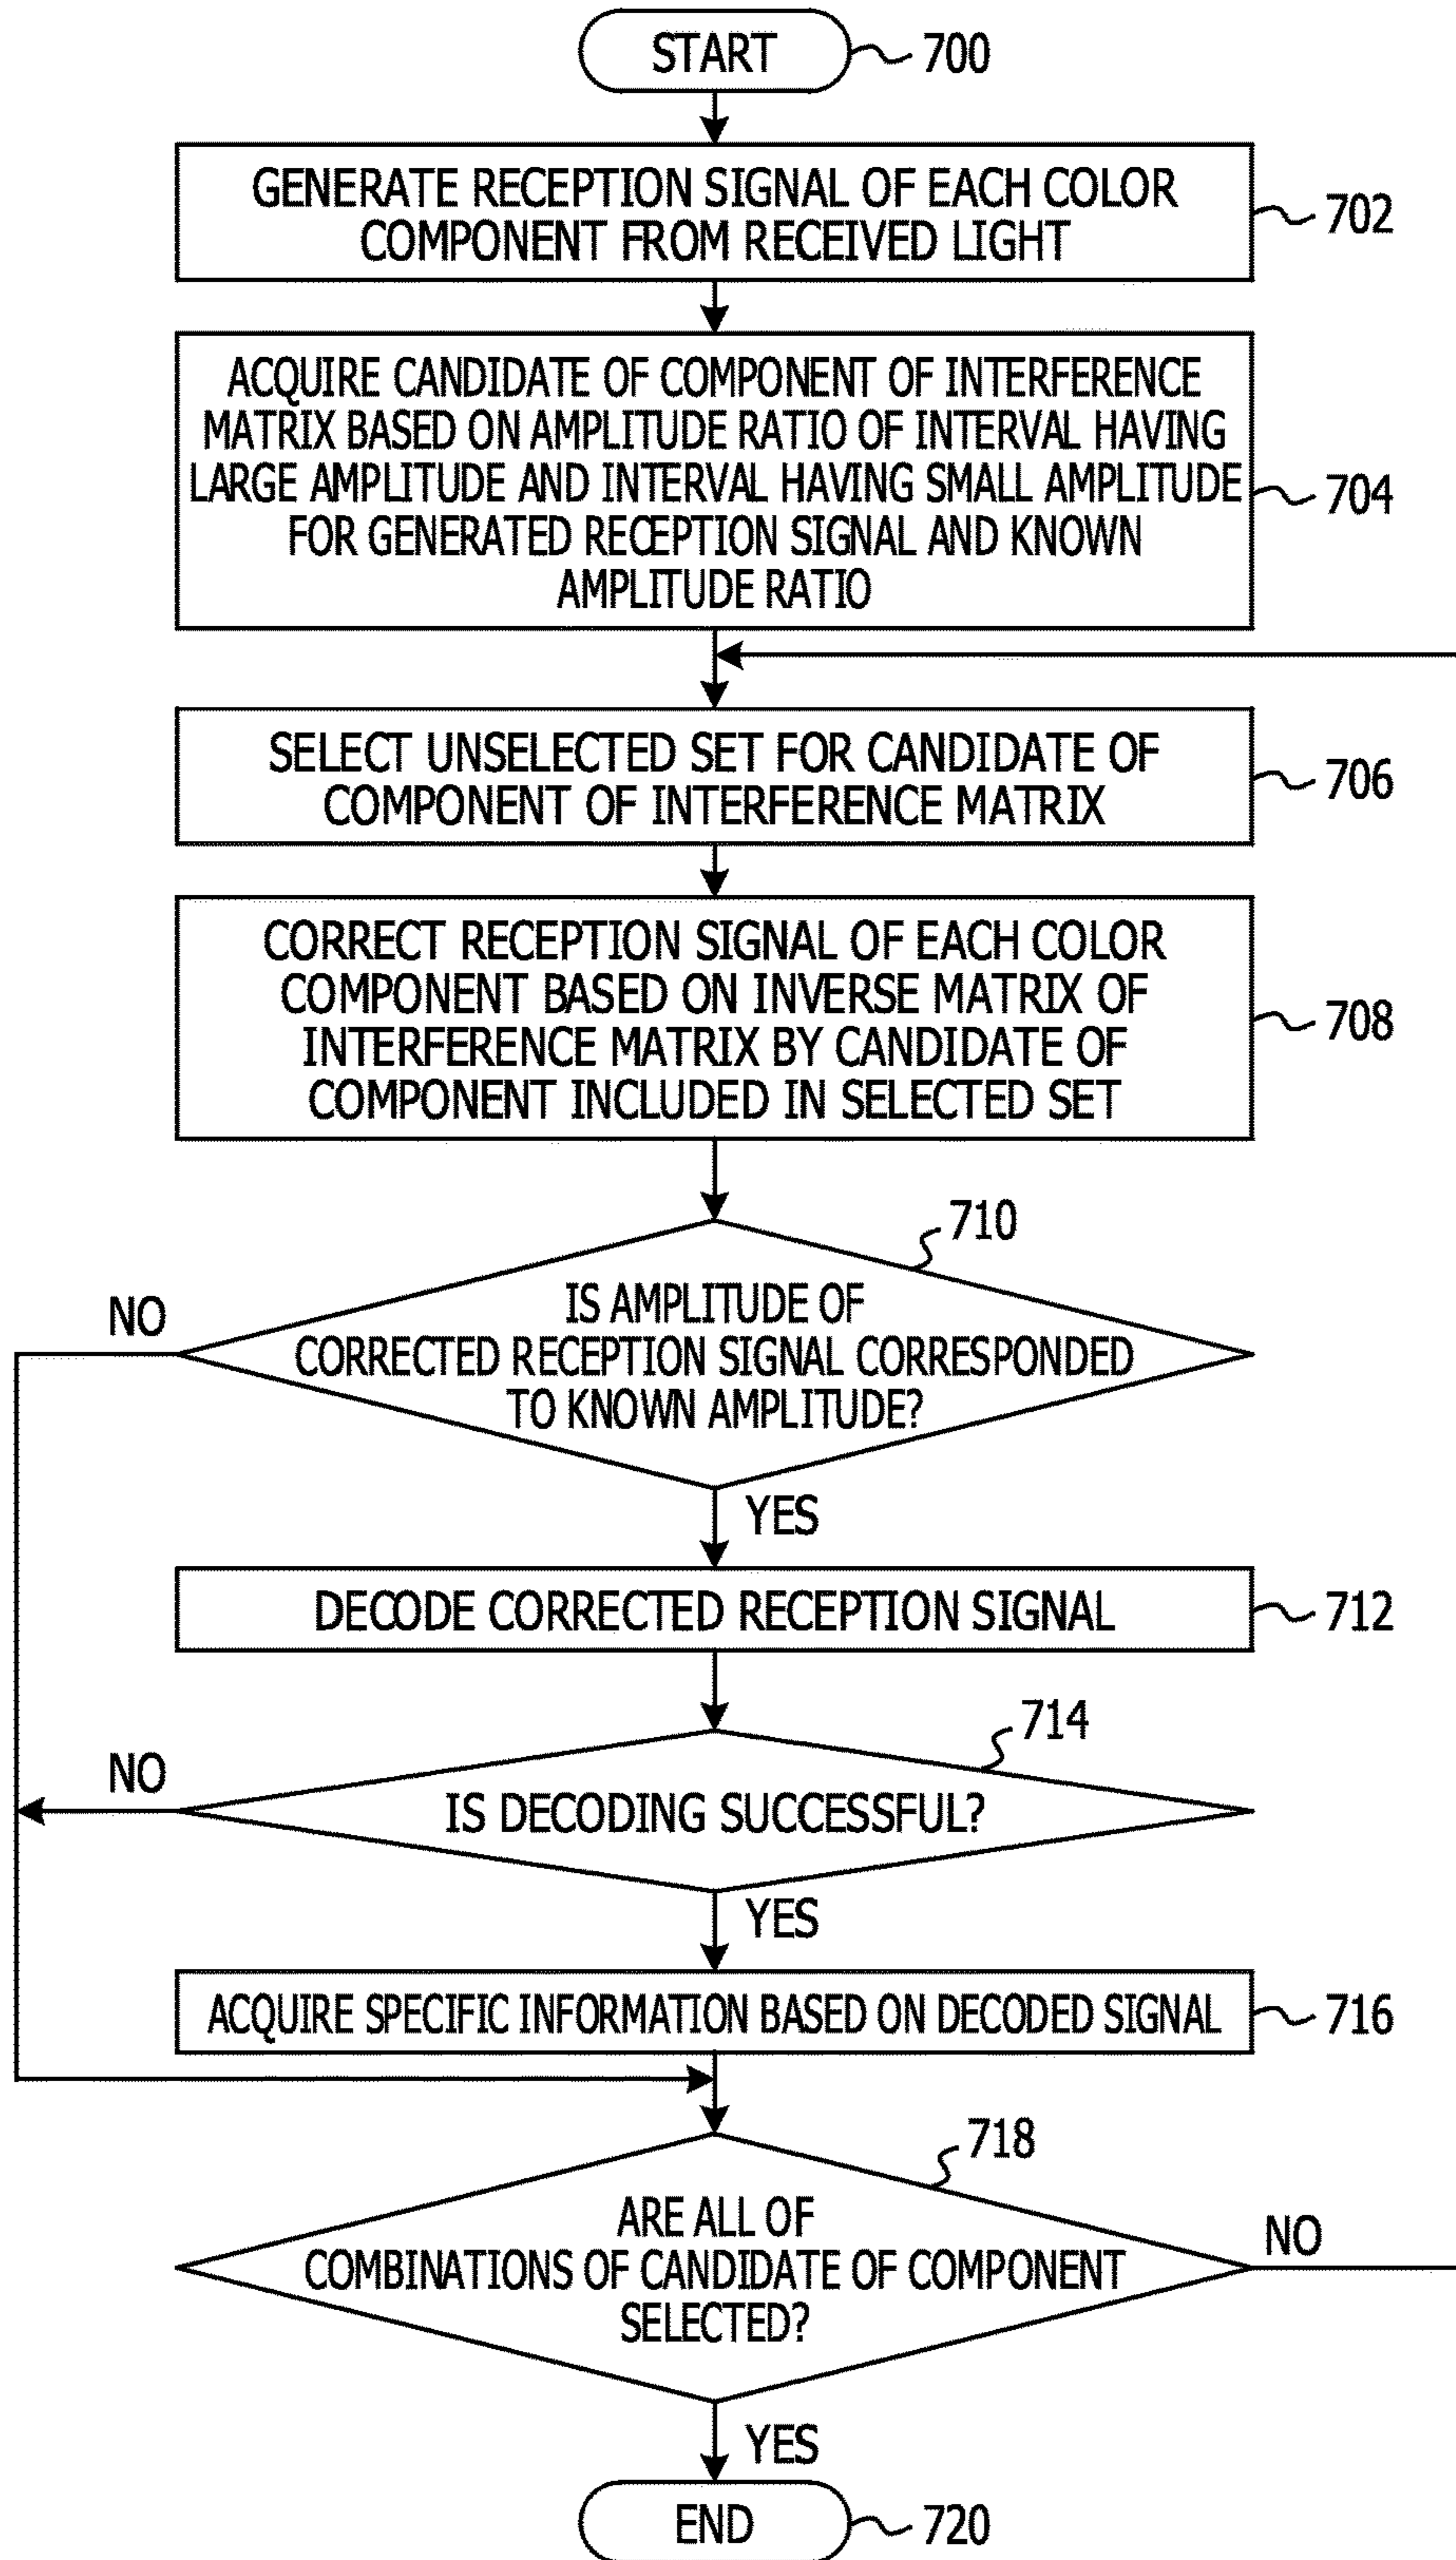 START
700
GENERATE RECEPTION SIGNAL OF EACH COLOR
COMPONENT FROM RECEIVED LIGHT
702
ACQUIRE CANDIDATE OF COMPONENT OF INTERFERENCE
MATRIX BASED ON AMPLITUDE RATIO OF INTERVAL HAVING
LARGE AMPLITUDE AND INTERVAL HAVING SMALL AMPLITUDE
FOR GENERATED RECEPTION SIGNAL AND KNOWN
AMPLITUDE RATIO
704
SELECT UNSELECTED SET FOR CANDIDATE OF
COMPONENT OF INTERFERENCE MATRIX
706
CORRECT RECEPTION SIGNAL OF EACH COLOR
COMPONENT BASED ON INVERSE MATRIX OF
INTERFERENCE MATRIX BY CANDIDATE OF
COMPONENT INCLUDED IN SELECTED SET
708
710
IS AMPLITUDE OF
CORRECTED RECEPTION SIGNAL CORRESPONDED
TO KNOWN AMPLITUDE?
NO
YES
DECODE CORRECTED RECEPTION SIGNAL
712
714
IS DECODING SUCCESSFUL?
NO
YES
ACQUIRE SPECIFIC INFORMATION BASED ON DECODED SIGNAL
716
718
ARE ALL OF
COMBINATIONS OF CANDIDATE OF COMPONENT
SELECTED?
NO
YES
END
720